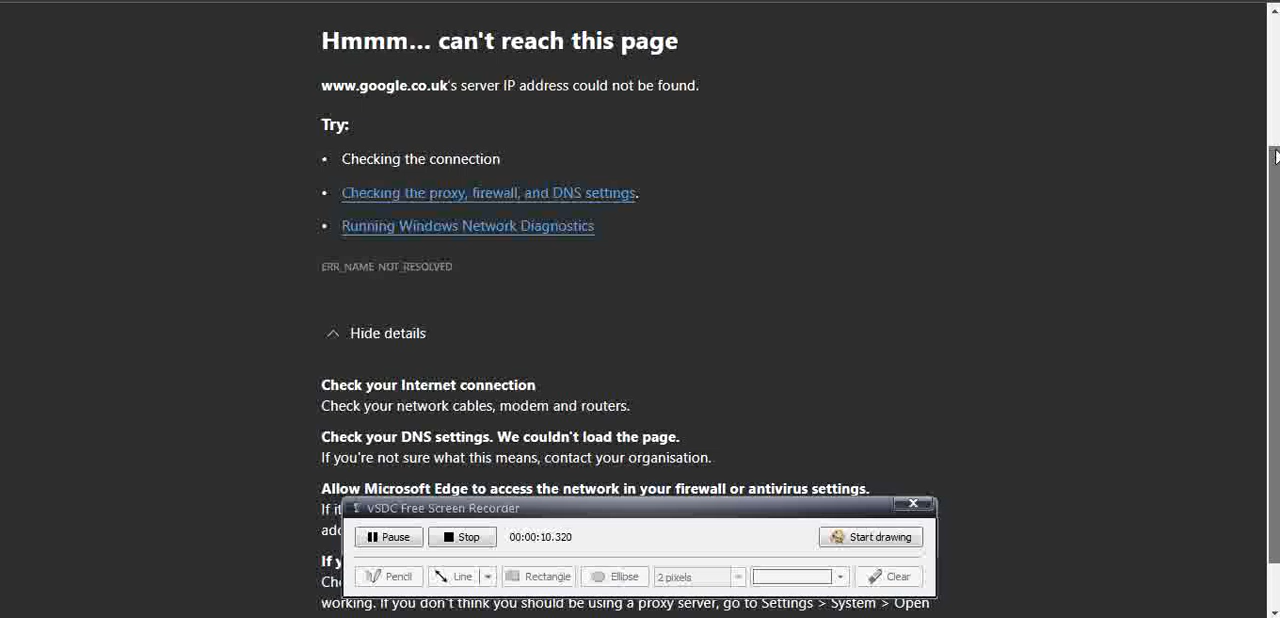 Hmmm... can't reach this page
www.google.co.uk's server IP address could not be found.
Try:
• Checking the connection
• Checking the proxy, firewall, and DNS settings.
• Running Windows Network Diagnostics
ERR_NAME_NOT_RESOLVED
Hide details
Check your Internet connection
Check your network cables, modem and routers.
Check your DNS settings. We couldn't load the page.
If you're not sure what this means, contact your organisation.
Allow Microsoft Edge to access the network in your firewall or antivirus settings.
If it
VSDC Free Screen Recorder
Pause Stop 00:00:10.320 Start drawing
Pencil Line Rectangle Ellipse 2 pixels Clear
working. If you don't think you should be using a proxy server, go to Settings > System > Open